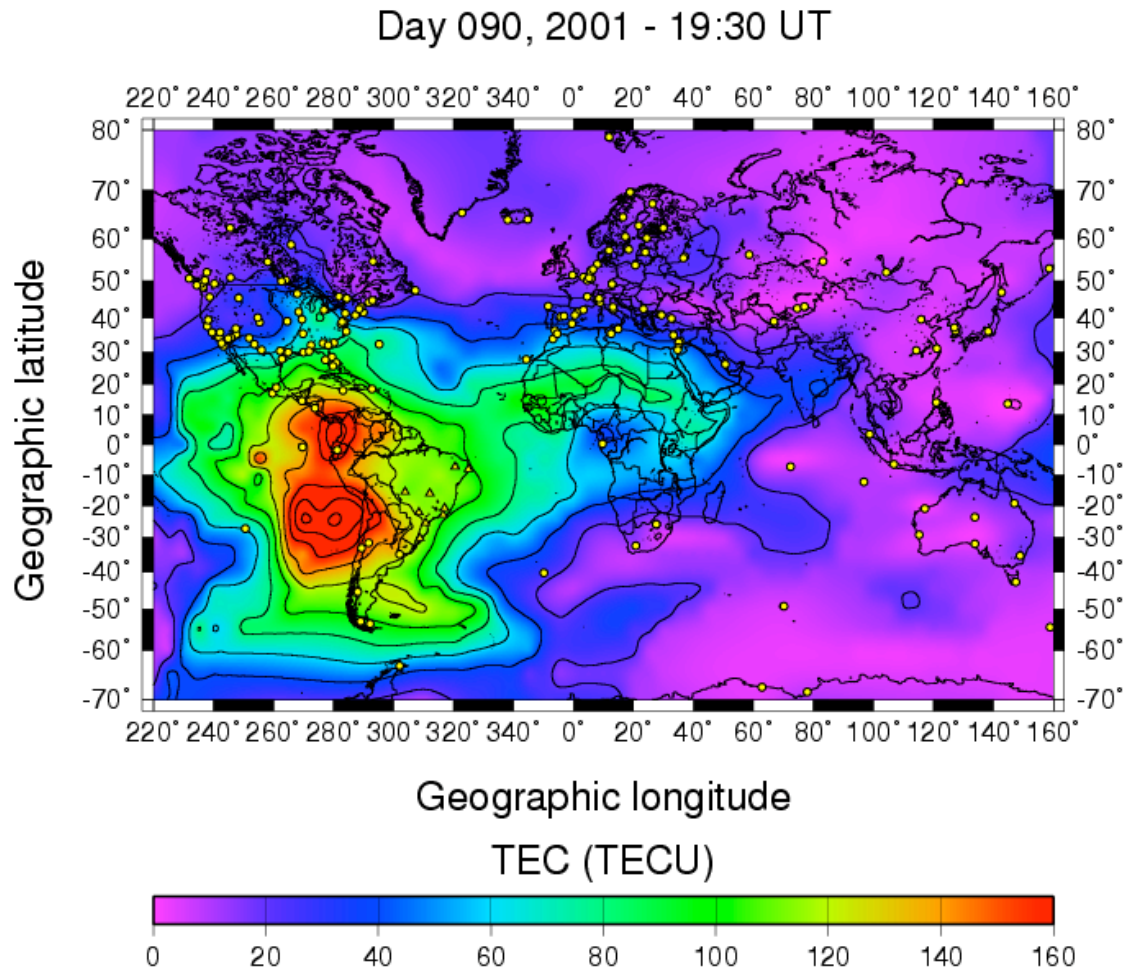 Day 090, 2001 - 19:30 UT
220° 240° 260° 280° 300° 320° 340° 0° 20° 40° 60° 80° 100° 120° 140° 160°
80° 80°
70° 70°
60° 60°
50° 50°
40° 40°
30° 30°
20° 20°
10° 10°
0° 0°
-10° -10°
-20° -20°
-30° -30°
-40° -40°
-50° -50°
-60° -60°
-70° -70°
Geographic latitude
220° 240° 260° 280° 300° 320° 340° 0° 20° 40° 60° 80° 100° 120° 140° 160°
Geographic longitude
TEC (TECU)
0 20 40 60 80 100 120 140 160